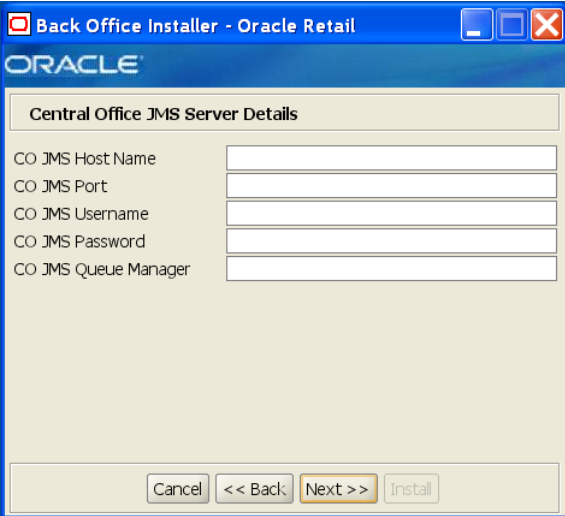 Back Office Installer - Oracle Retail
ORACLE
Central Office JMS Server Details
CO JMS Host Name
CO JMS Port
CO JMS Username
CO JMS Password
CO JMS Queue Manager
Cancel << Back Next >> Install